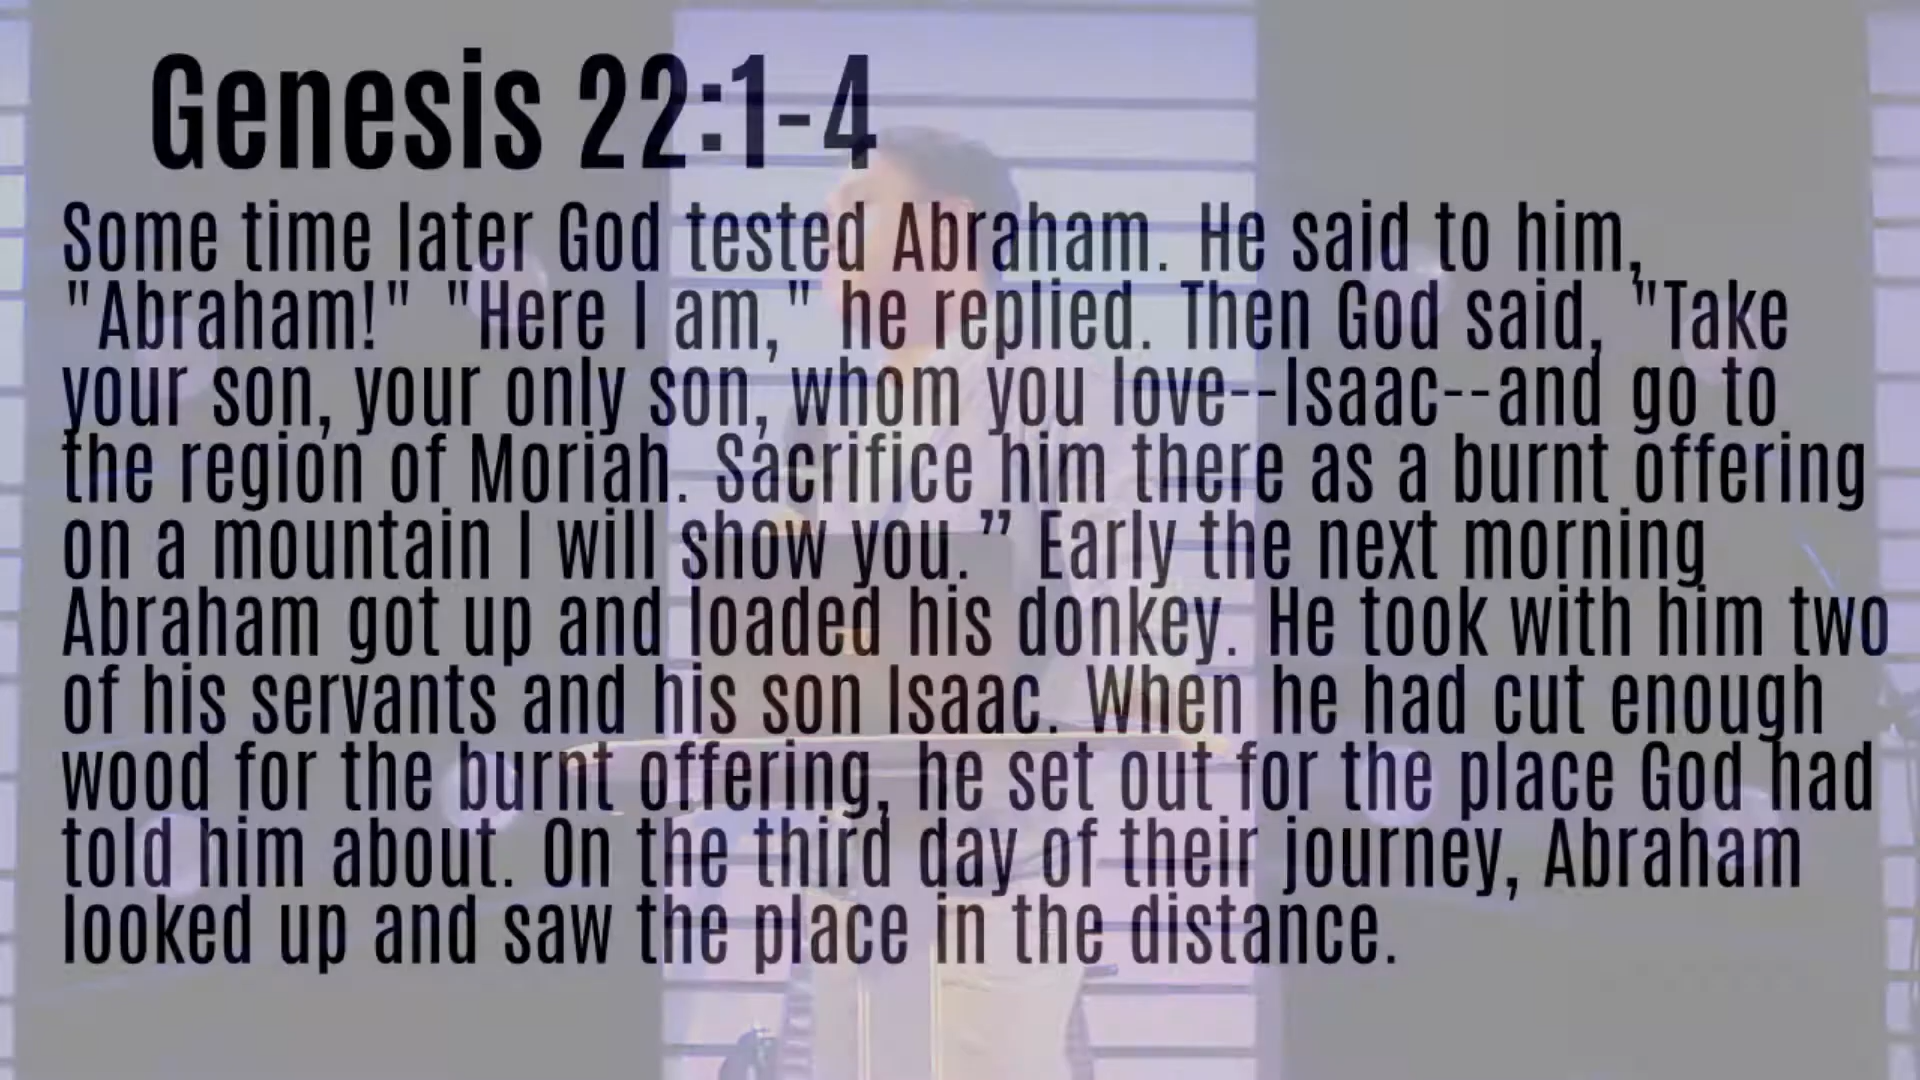 Genesis 22:1-4
Some time later God tested Abraham. He said to him,
"Abraham!" "Here I am," he replied. Then God said, "Take
your son, your only son, whom you love--Isaac--and go to
the region of Moriah. Sacrifice him there as a burnt offering
on a mountain I will show you.” Early the next morning
Abraham got up and loaded his donkey. He took with him two
of his servants and his son Isaac. When he had cut enough
wood for the burnt offering, he set out for the place God had
told him about. On the third day of their journey, Abraham
looked up and saw the place in the distance.